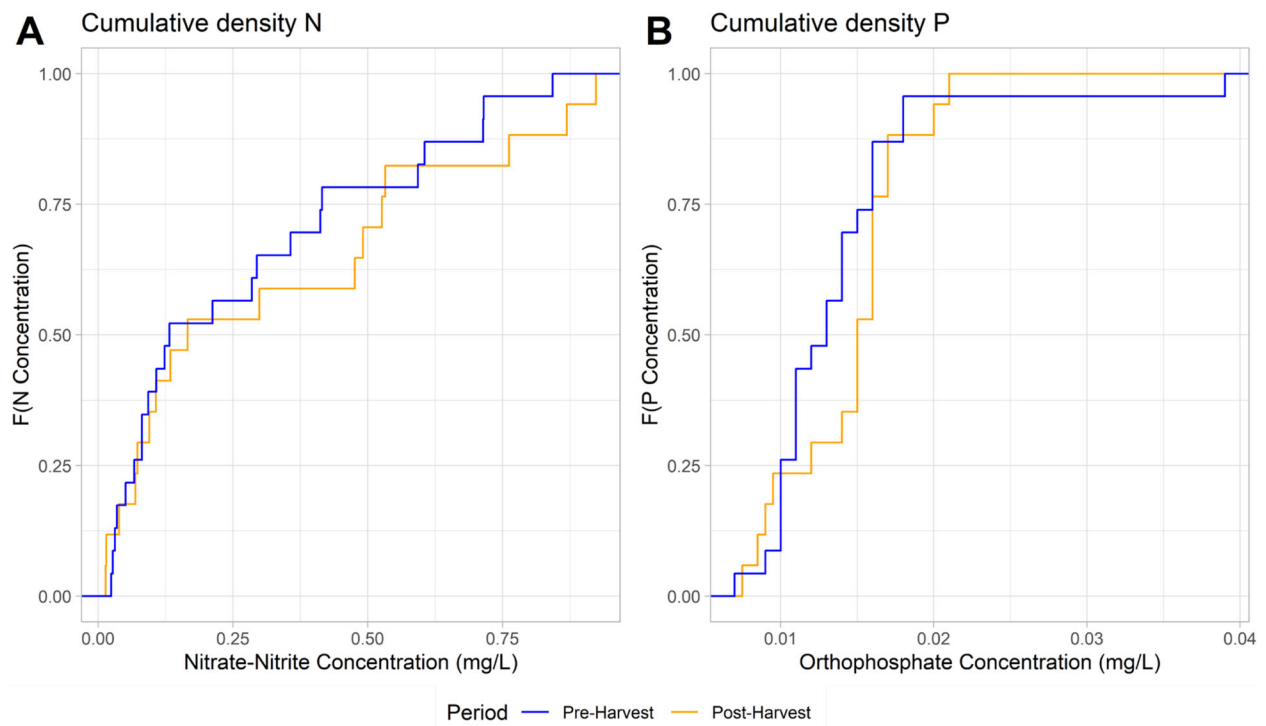 A Cumulative density N
F(N Concentration)
1.00
0.75
0.50
0.25
0.00
0.00 0.25 0.50 0.75
Nitrate-Nitrite Concentration (mg/L)
B Cumulative density P
F(P Concentration)
1.00
0.75
0.50
0.25
0.00
0.01 0.02 0.03 0.04
Orthophosphate Concentration (mg/L)
Period Pre-Harvest Post-Harvest